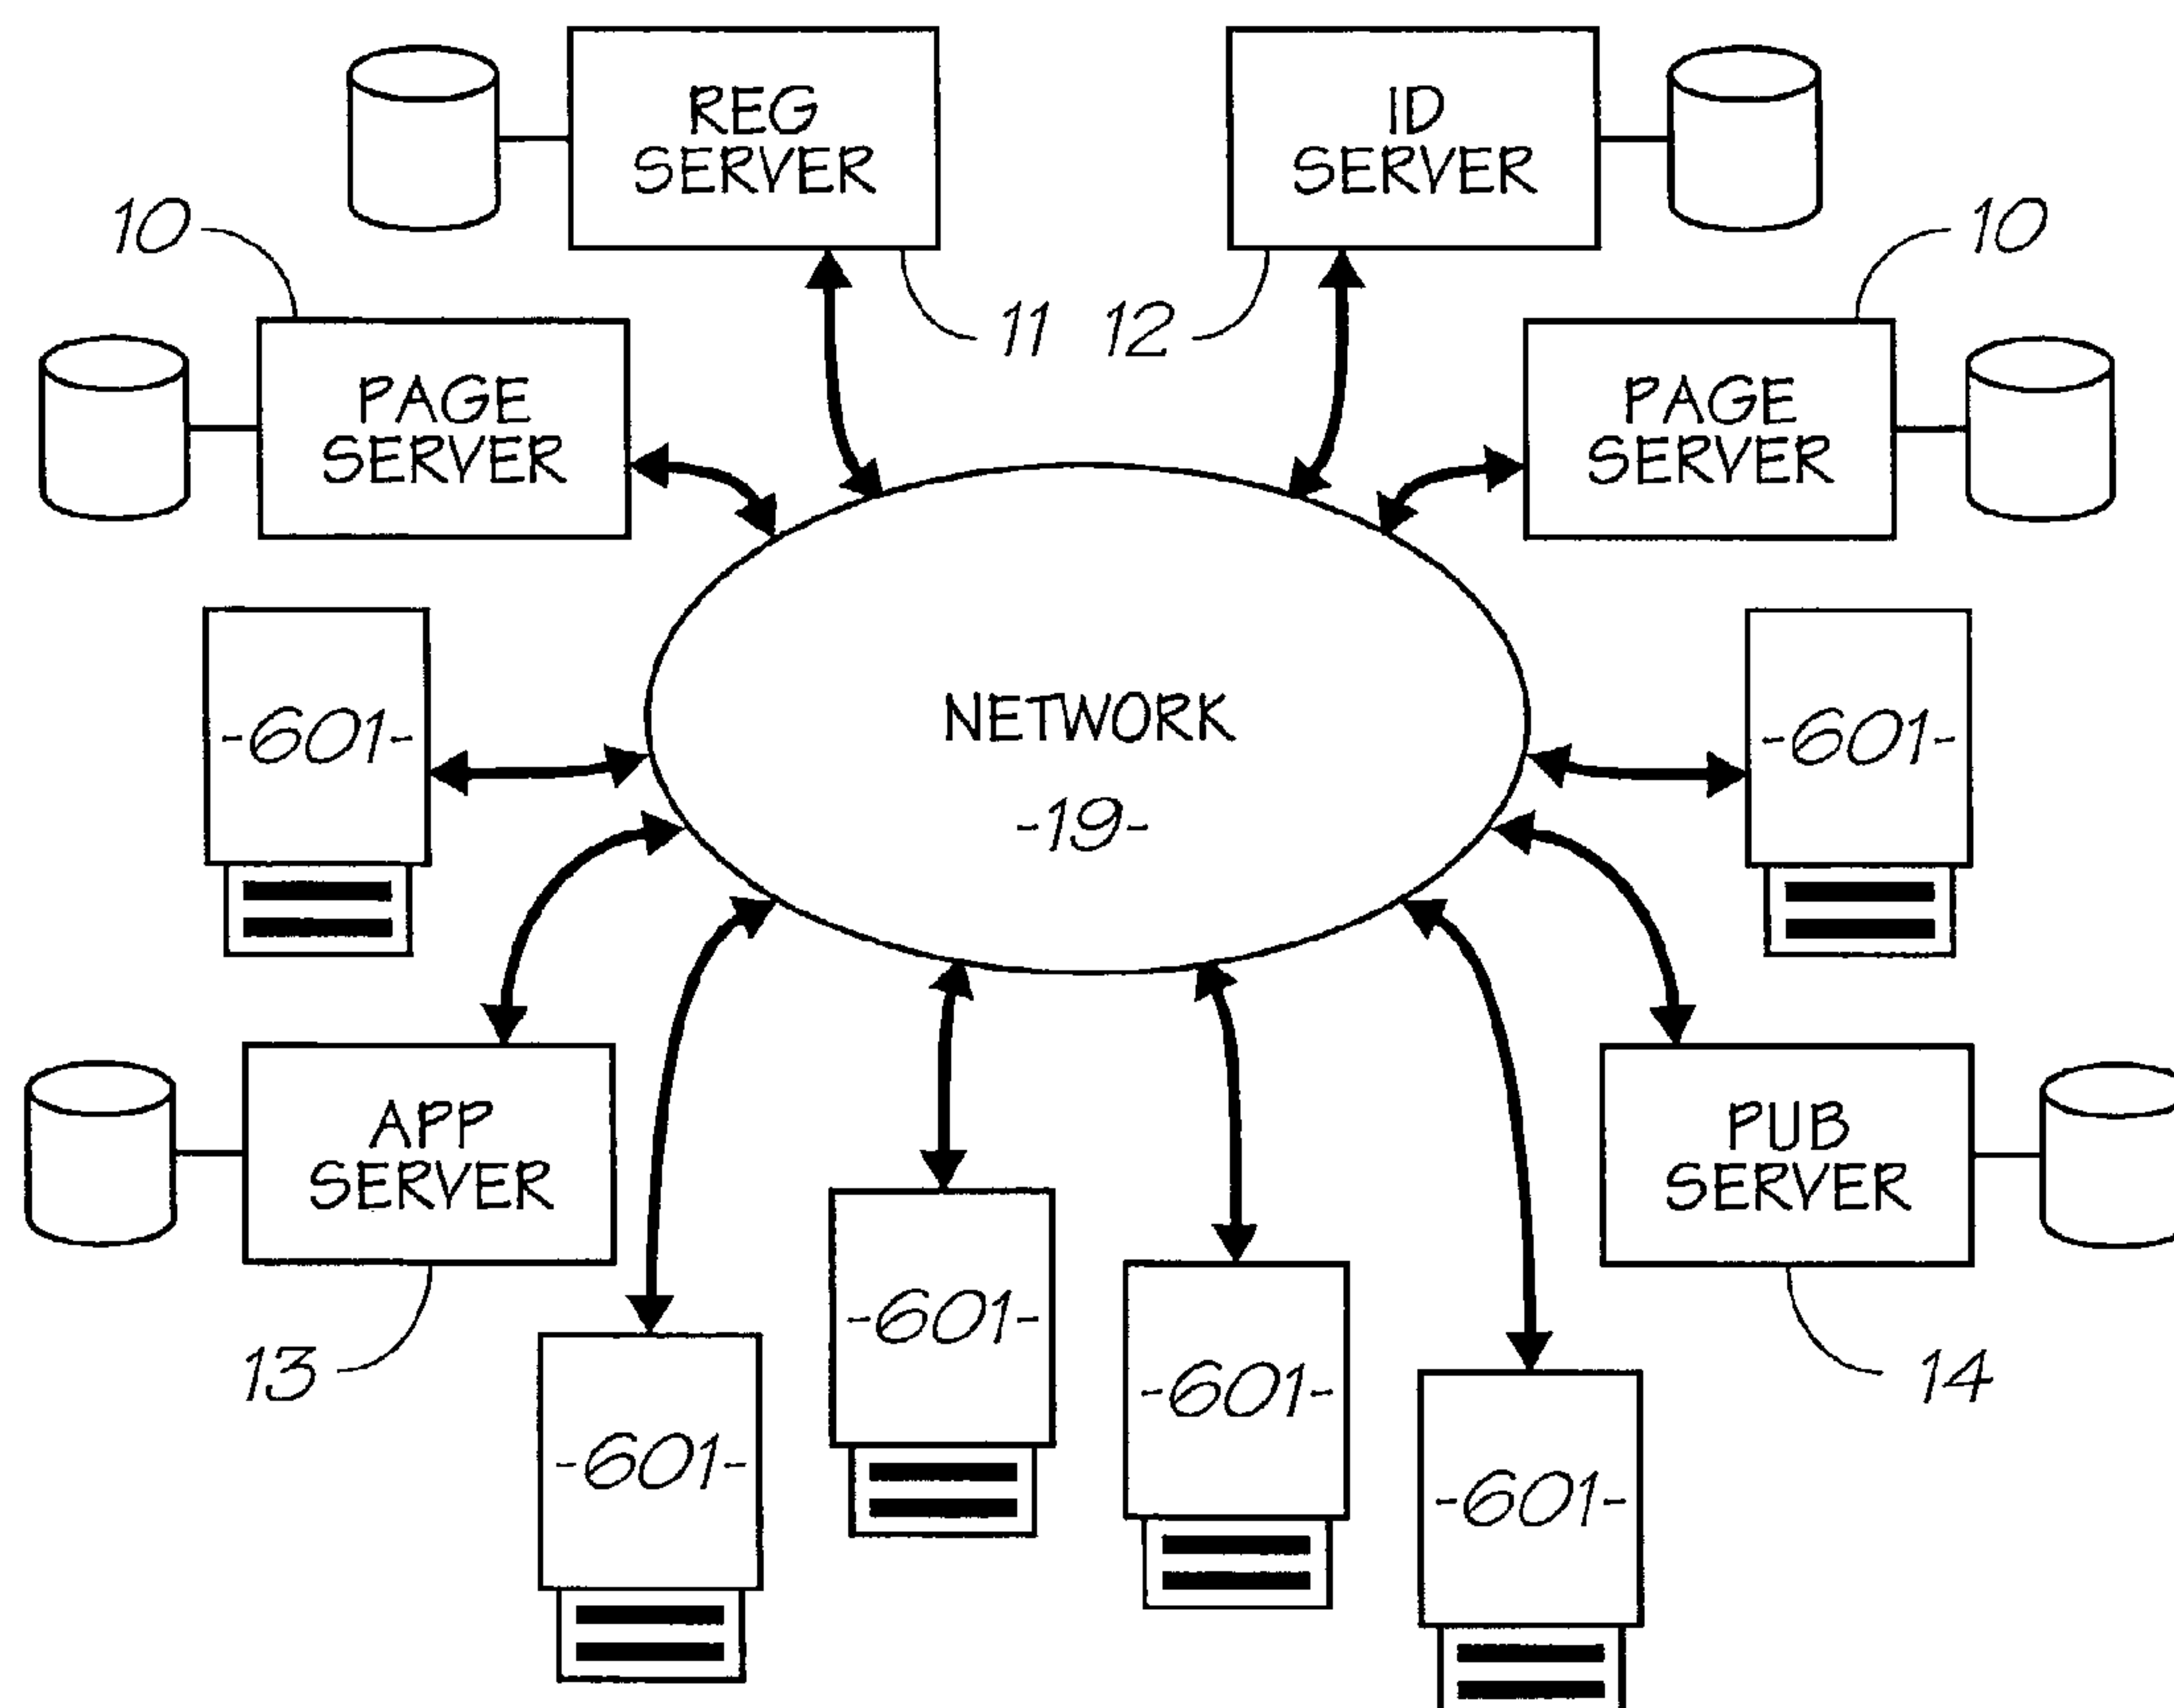 REG
SERVER
ID
SERVER
10
10
11
12
PAGE
SERVER
PAGE
SERVER
-601-
NETWORK
-19-
-601-
APP
SERVER
PUB
SERVER
13
-601-
-601-
-601-
-601-
14